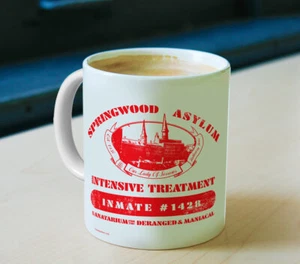 SPRINGWOOD ASYLUM
Our Lady Of Sorrows
INTENSIVE TREATMENT
INMATE #1428
SANATARIUM FOR THE DERANGED & MANIACAL